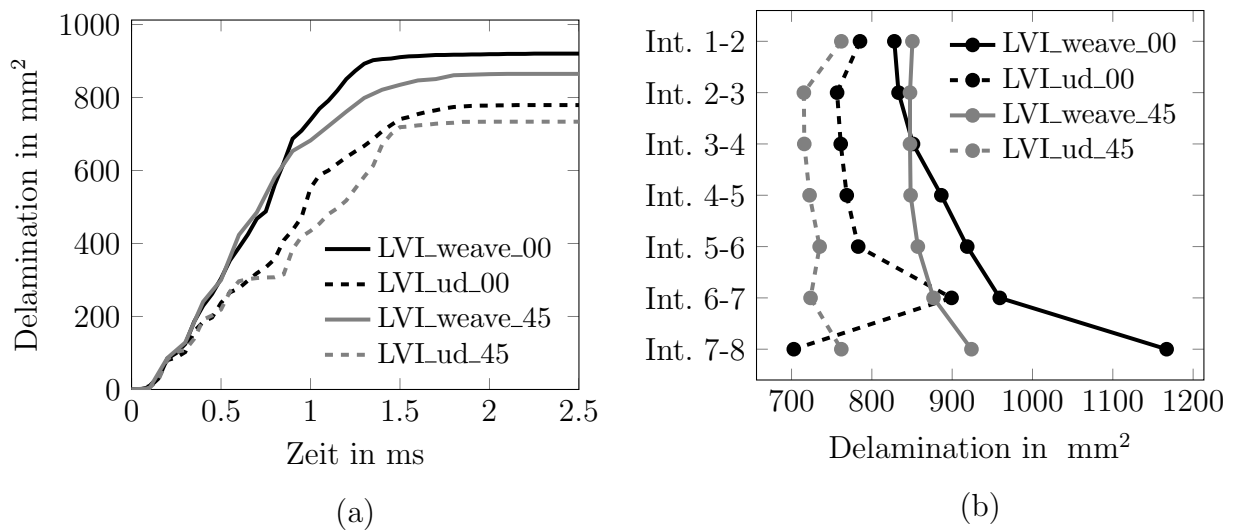 1000
800
600
400
200
0
Delamination in mm²
0
0.5
1
1.5
2
2.5
Zeit in ms
LVI_weave_00
LVI_ud_00
LVI_weave_45
LVI_ud_45
(a)
Int. 1-2
Int. 2-3
Int. 3-4
Int. 4-5
Int. 5-6
Int. 6-7
Int. 7-8
LVI_weave_00
LVI_ud_00
LVI_weave_45
LVI_ud_45
700
800
900
1000
1100
1200
Delamination in mm²
(b)